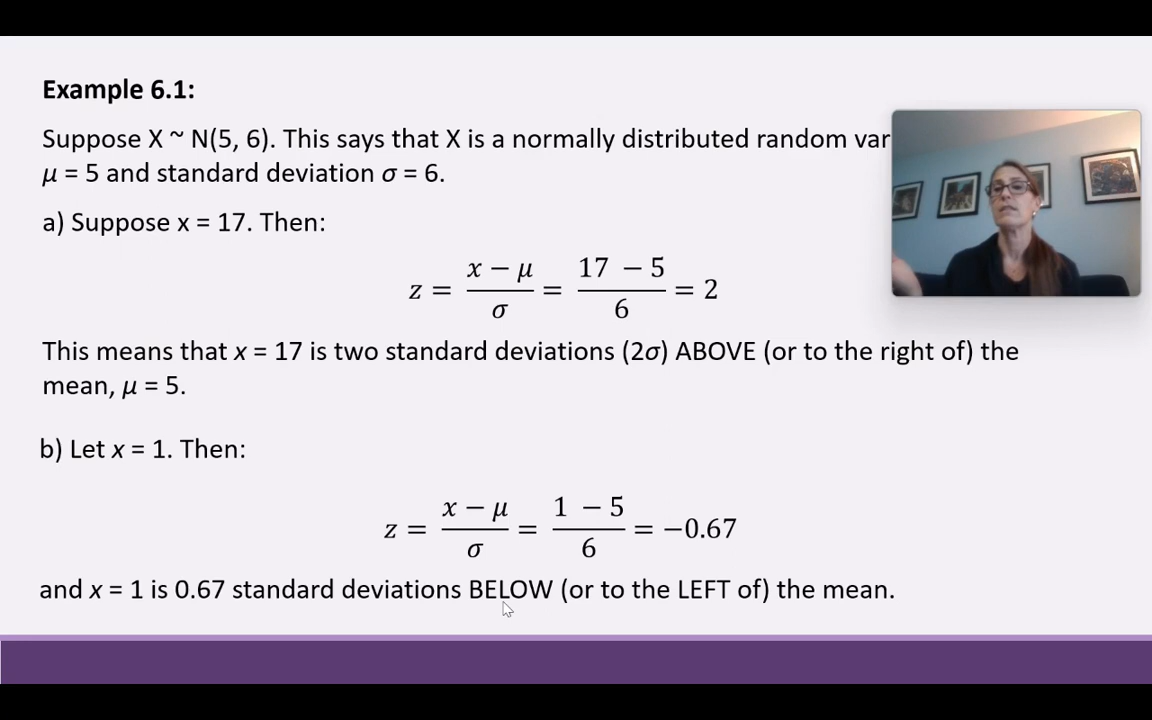 Example 6.1:
Suppose X ~ N(5, 6). This says that X is a normally distributed random var
μ = 5 and standard deviation σ = 6.
a) Suppose x = 17. Then:
z = (x − μ)/σ = (17 − 5)/6 = 2
This means that x = 17 is two standard deviations (2σ) ABOVE (or to the right of) the
mean, μ = 5.
b) Let x = 1. Then:
z = (x − μ)/σ = (1 − 5)/6 = −0.67
and x = 1 is 0.67 standard deviations BELOW (or to the LEFT of) the mean.